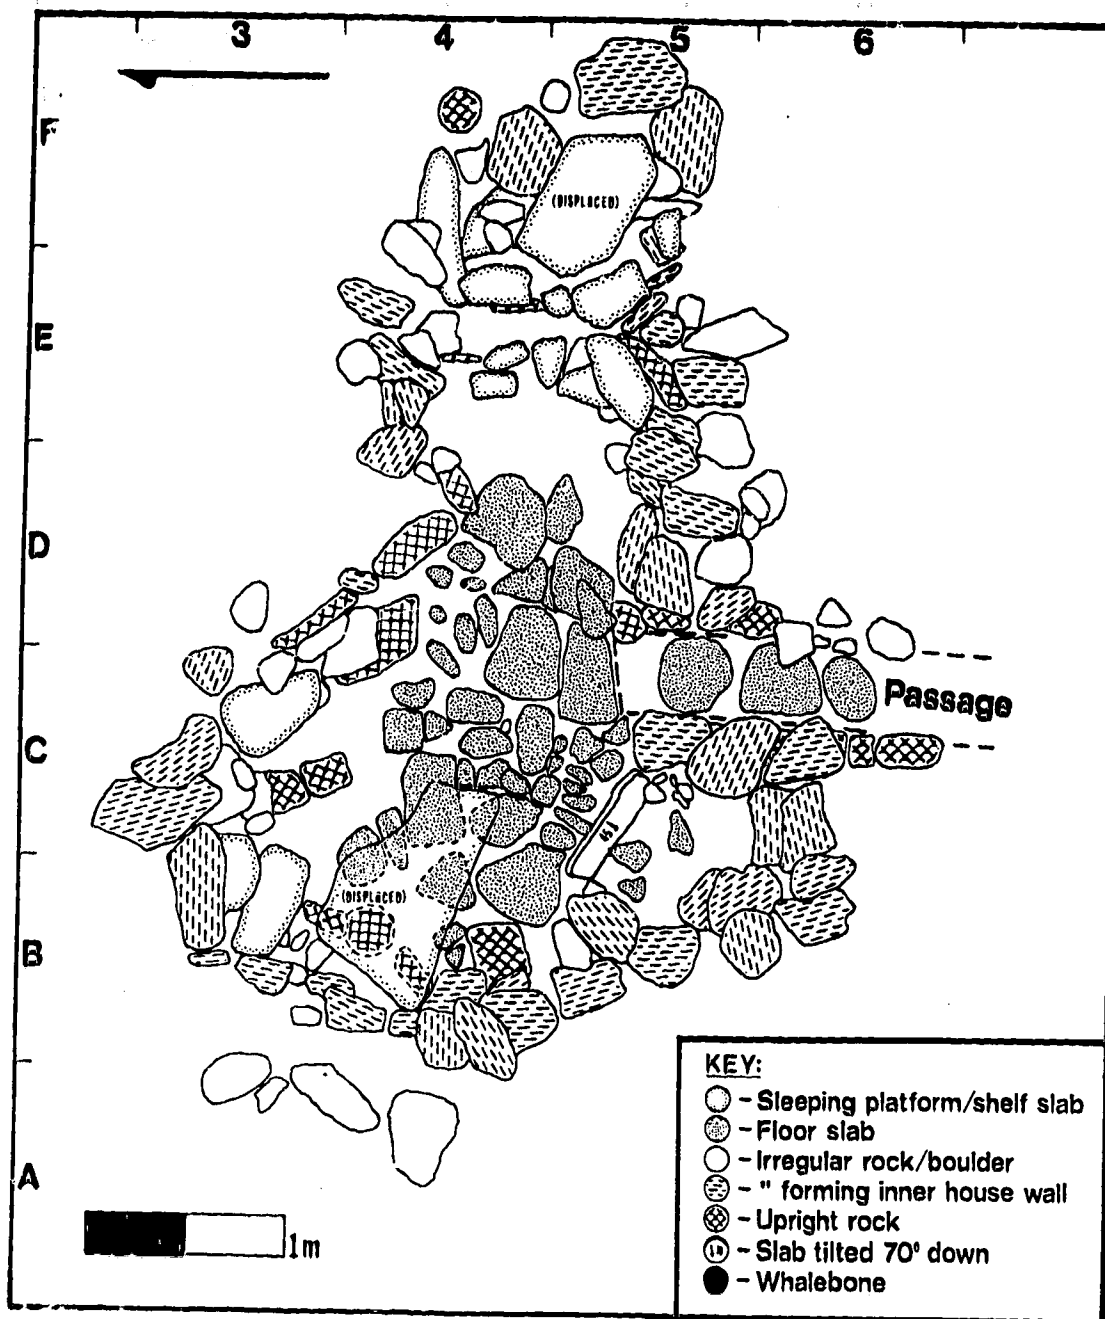 3 4 5 6
F
(DISPLACED)
E
D
Passage
C
(DISPLACED)
B
A
1m
KEY:
- Sleeping platform/shelf slab
- Floor slab
- Irregular rock/boulder
- " forming inner house wall
- Upright rock
- Slab tilted 70° down
- Whalebone